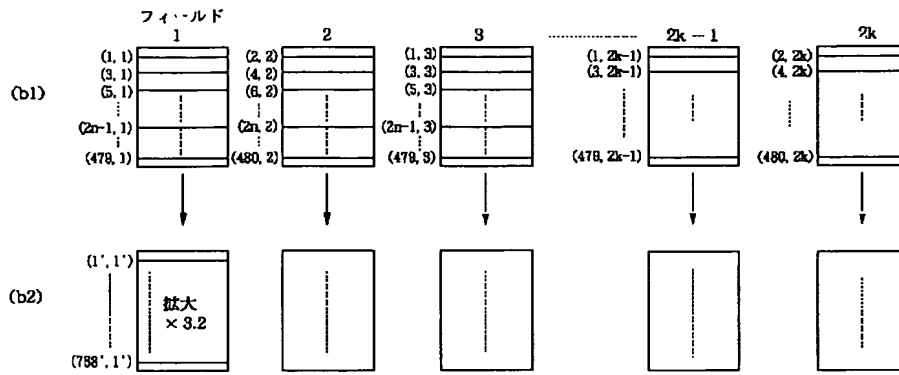 フィールド
1 2 3 2k-1 2k
(b1)
(1, 1) (2, 2) (1, 3) (1, 2k-1) (2, 2k)
(3, 1) (4, 2) (3, 3) (3, 2k-1) (4, 2k)
(5, 1) (6, 2) (5, 3)
(2n-1, 1) (2n, 2) (2n-1, 3)
(479, 1) (480, 2) (479, 3) (479, 2k-1) (480, 2k)
(b2)
(1', 1')
拡大
× 3.2
(768', 1')